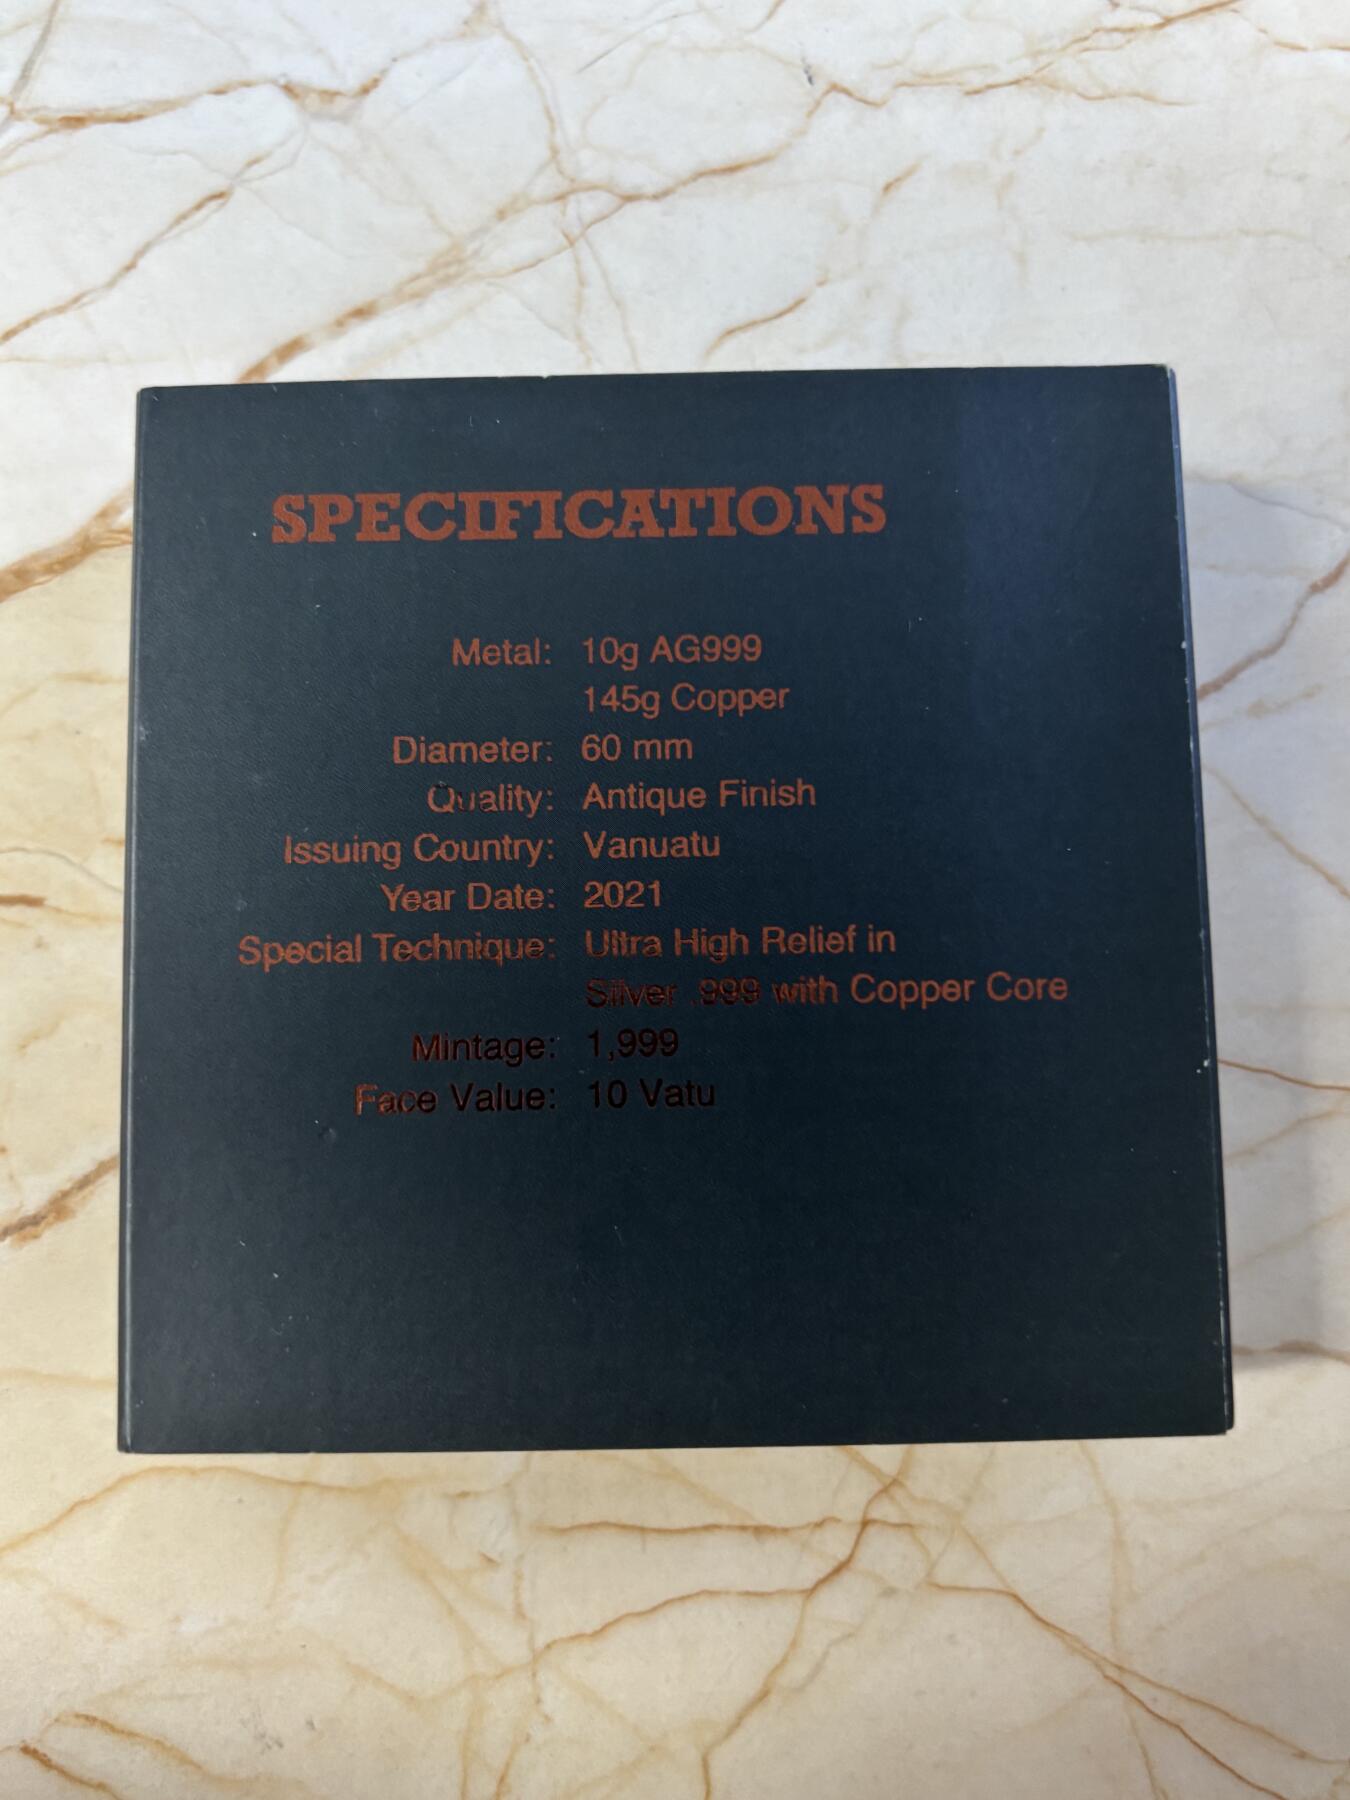 SPECIFICATIONS
Metal: 10g AG999
145g Copper
Diameter: 60 mm
Quality: Antique Finish
Issuing Country: Vanuatu
Year Date: 2021
Special Technique: Ultra High Relief in
Silver .999 with Copper Core
Mintage: 1,999
Face Value: 10 Vatu